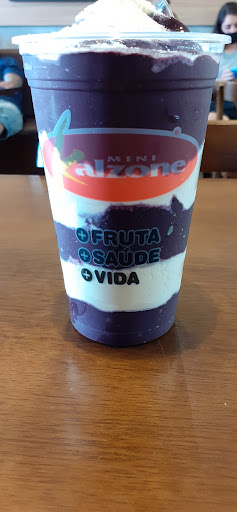 MINI
Kalzone
+FRUTA
+SAÚDE
+VIDA